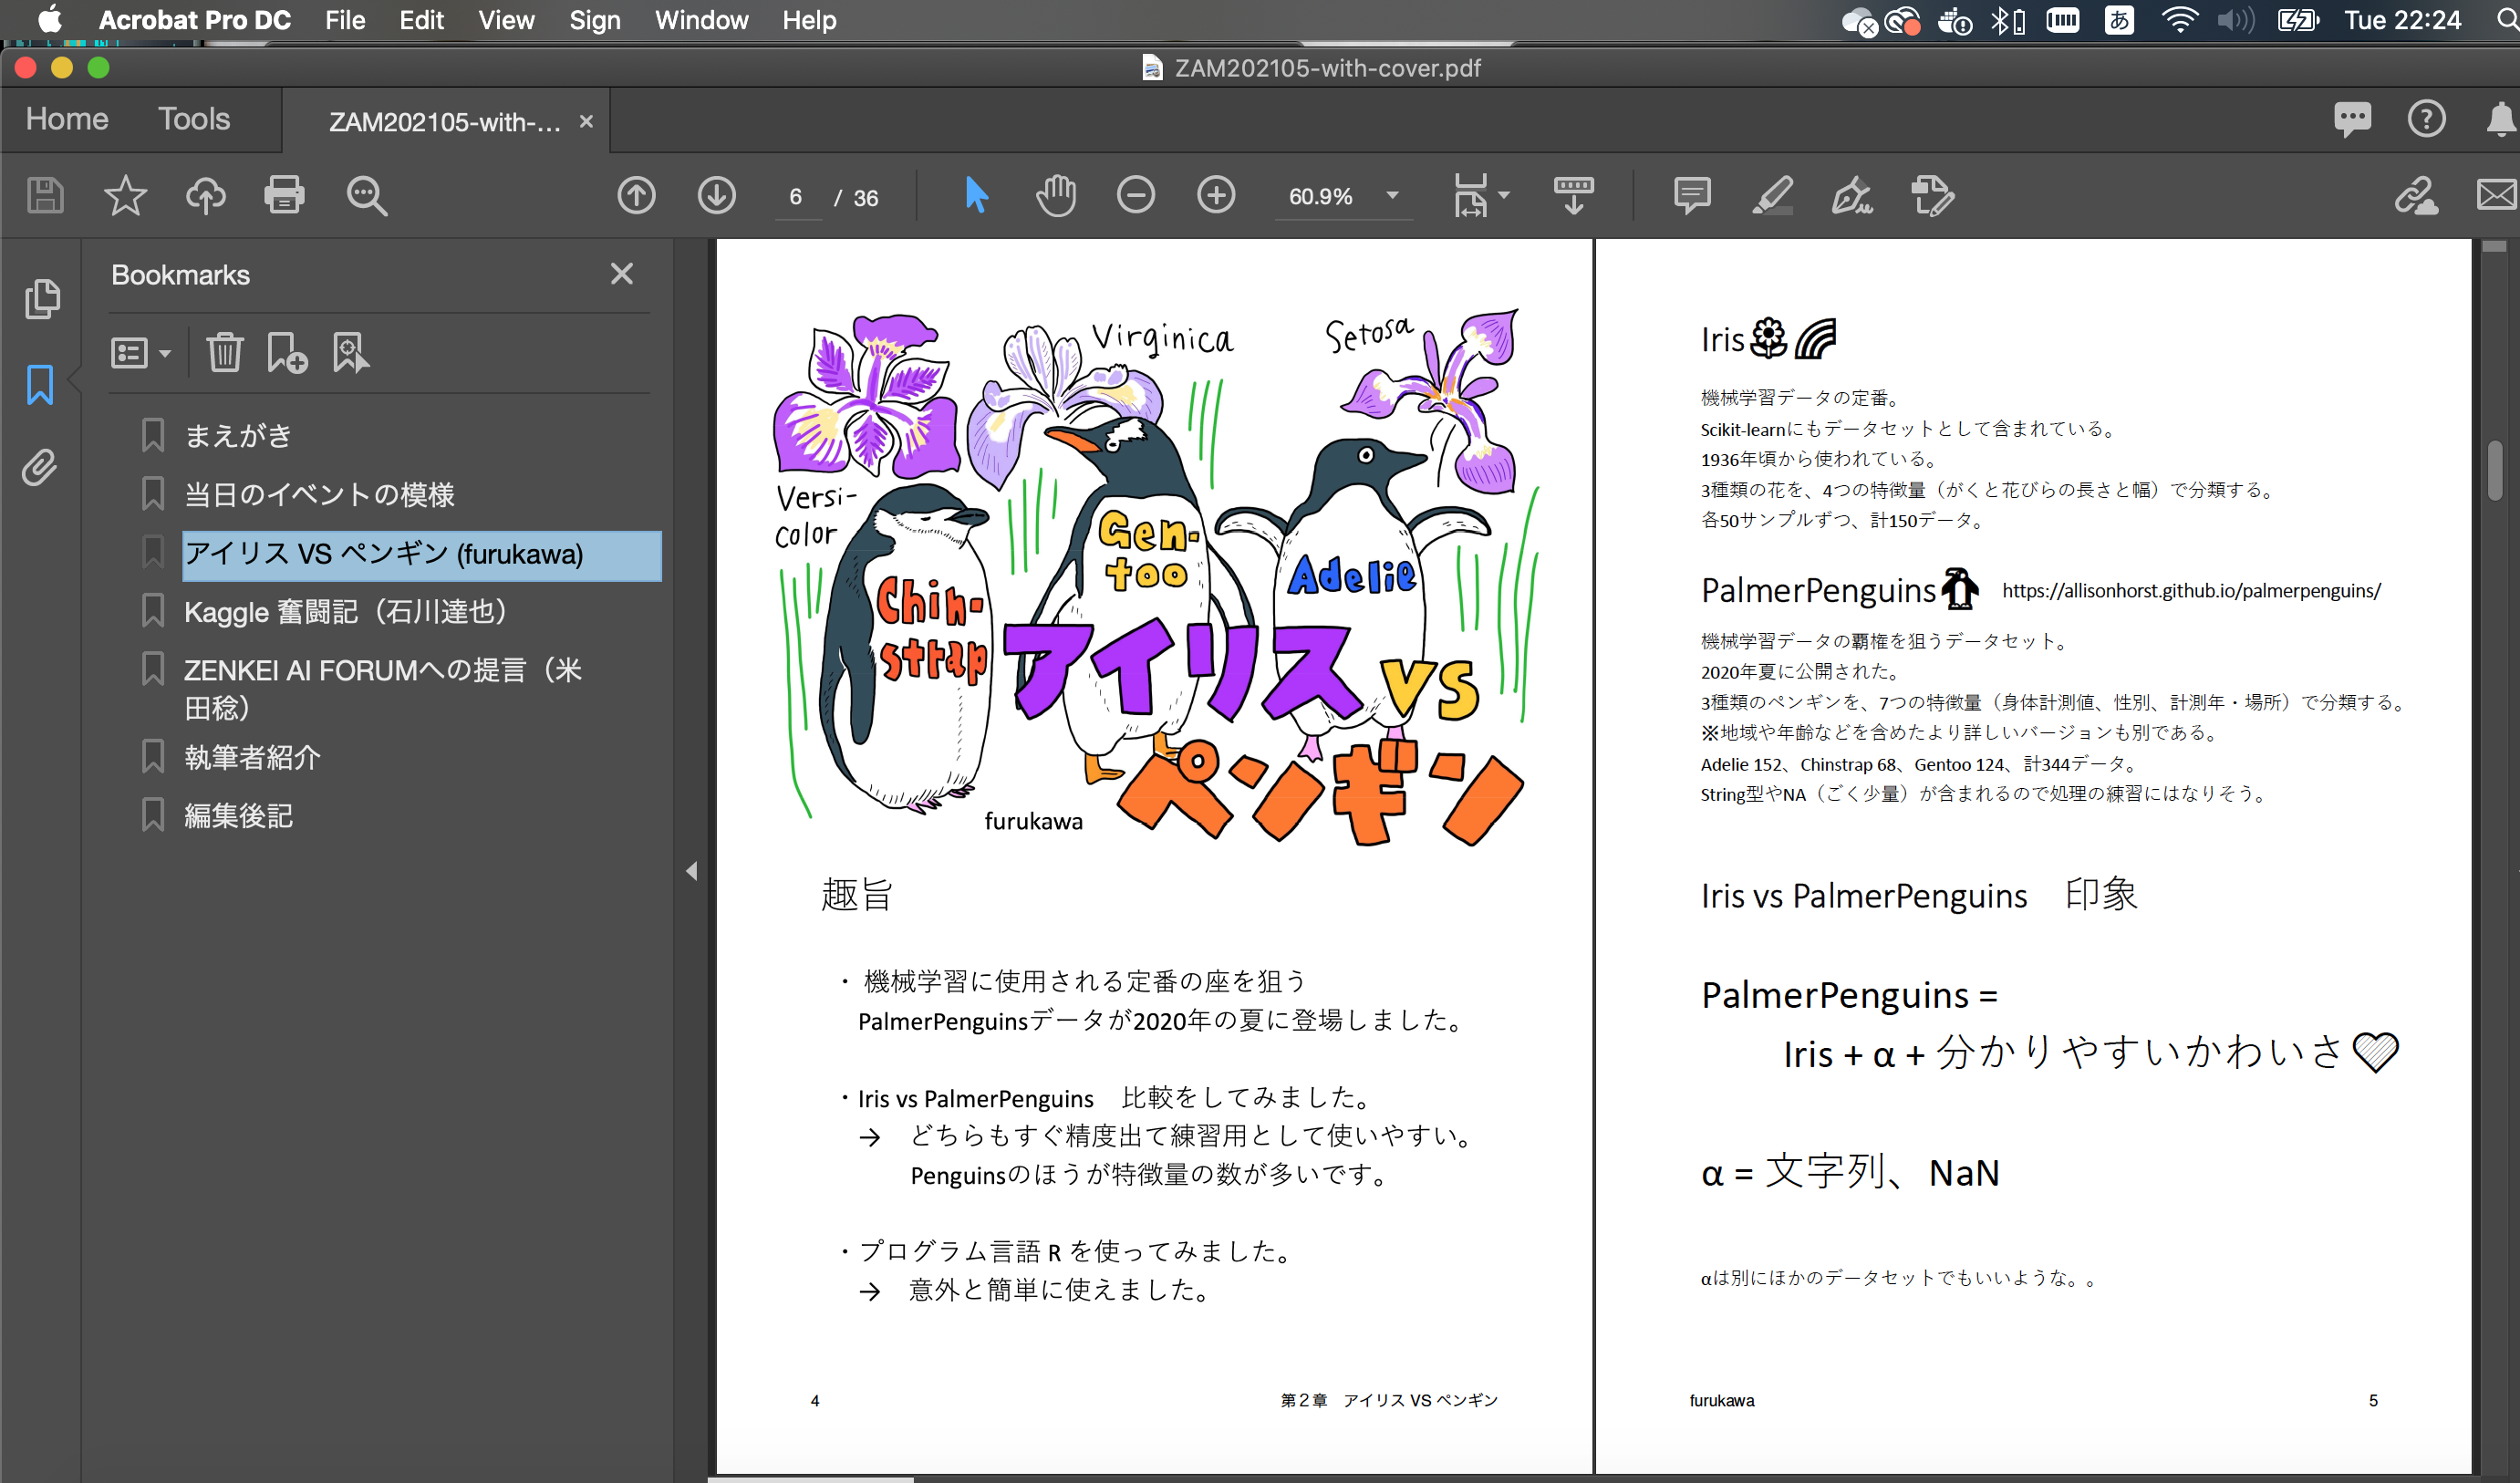 Acrobat Pro DC File Edit View Sign Window Help あ Tue 22:24
ZAM202105-with-cover.pdf
Home Tools ZAM202105-with-... ×
6 / 36 60.9%
Bookmarks
まえがき
当日のイベントの模様
アイリス VS ペンギン (furukawa)
Kaggle 奮闘記（石川達也）
ZENKEI AI FORUMへの提言（米
田稔）
執筆者紹介
編集後記
Virginica
Setosa
Versi-
color
Gen-
too
Adelie
Chin-
strap
アイリス vs
ペンギン
furukawa
趣旨
・ 機械学習に使用される定番の座を狙う
PalmerPenguinsデータが2020年の夏に登場しました。
・Iris vs PalmerPenguins　比較をしてみました。
→　どちらもすぐ精度出て練習用として使いやすい。
Penguinsのほうが特徴量の数が多いです。
・プログラム言語 R を使ってみました。
→　意外と簡単に使えました。
4 第２章　アイリス VS ペンギン
Iris
機械学習データの定番。
Scikit-learnにもデータセットとして含まれている。
1936年頃から使われている。
3種類の花を、4つの特徴量（がくと花びらの長さと幅）で分類する。
各50サンプルずつ、計150データ。
PalmerPenguins https://allisonhorst.github.io/palmerpenguins/
機械学習データの覇権を狙うデータセット。
2020年夏に公開された。
3種類のペンギンを、7つの特徴量（身体計測値、性別、計測年・場所）で分類する。
※地域や年齢などを含めたより詳しいバージョンも別である。
Adelie 152、Chinstrap 68、Gentoo 124、計344データ。
String型やNA（ごく少量）が含まれるので処理の練習にはなりそう。
Iris vs PalmerPenguins　印象
PalmerPenguins =
Iris + α + 分かりやすいかわいさ
α = 文字列、NaN
αは別にほかのデータセットでもいいような。。
furukawa 5